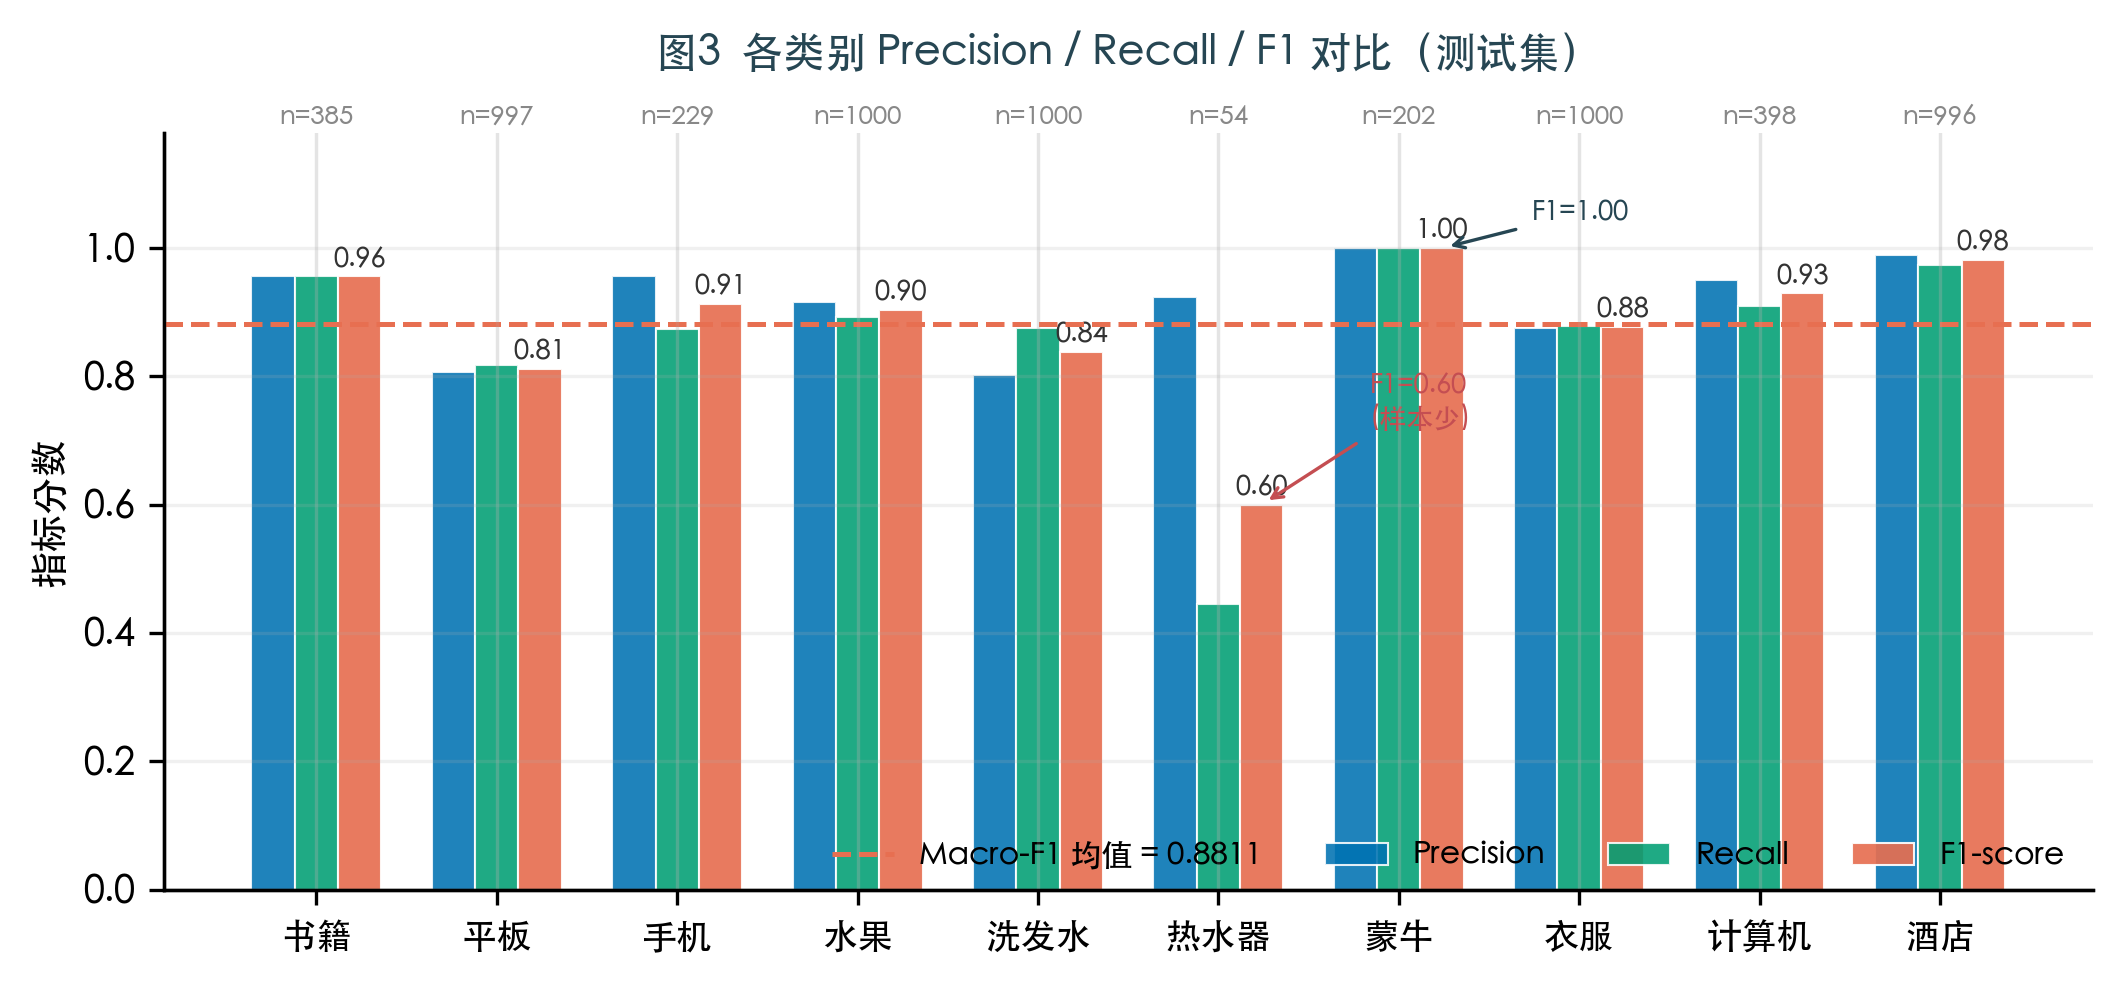 图3 各类别 Precision / Recall / F1 对比（测试集）
n=385 n=997 n=229 n=1000 n=1000 n=54 n=202 n=1000 n=398 n=996
指标分数
1.0
0.8
0.6
0.4
0.2
0.0
0.96
0.81
0.91
0.90
0.84
0.60
1.00
0.88
0.93
0.98
F1=1.00
F1=0.60
(样本少)
Macro-F1 均值 = 0.8811 Precision Recall F1-score
书籍 平板 手机 水果 洗发水 热水器 蒙牛 衣服 计算机 酒店